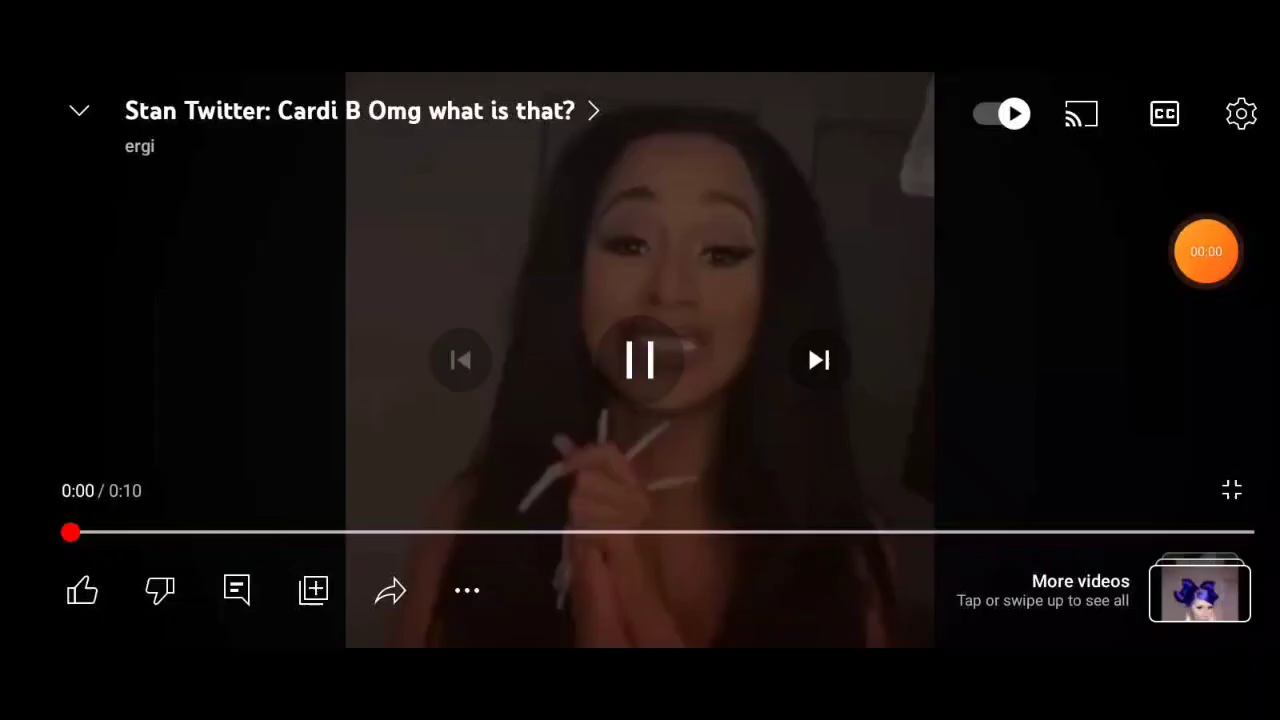 Stan Twitter: Cardi B Omg what is that?
ergi
CC
00:00
0:00 / 0:10
More videos
Tap or swipe up to see all